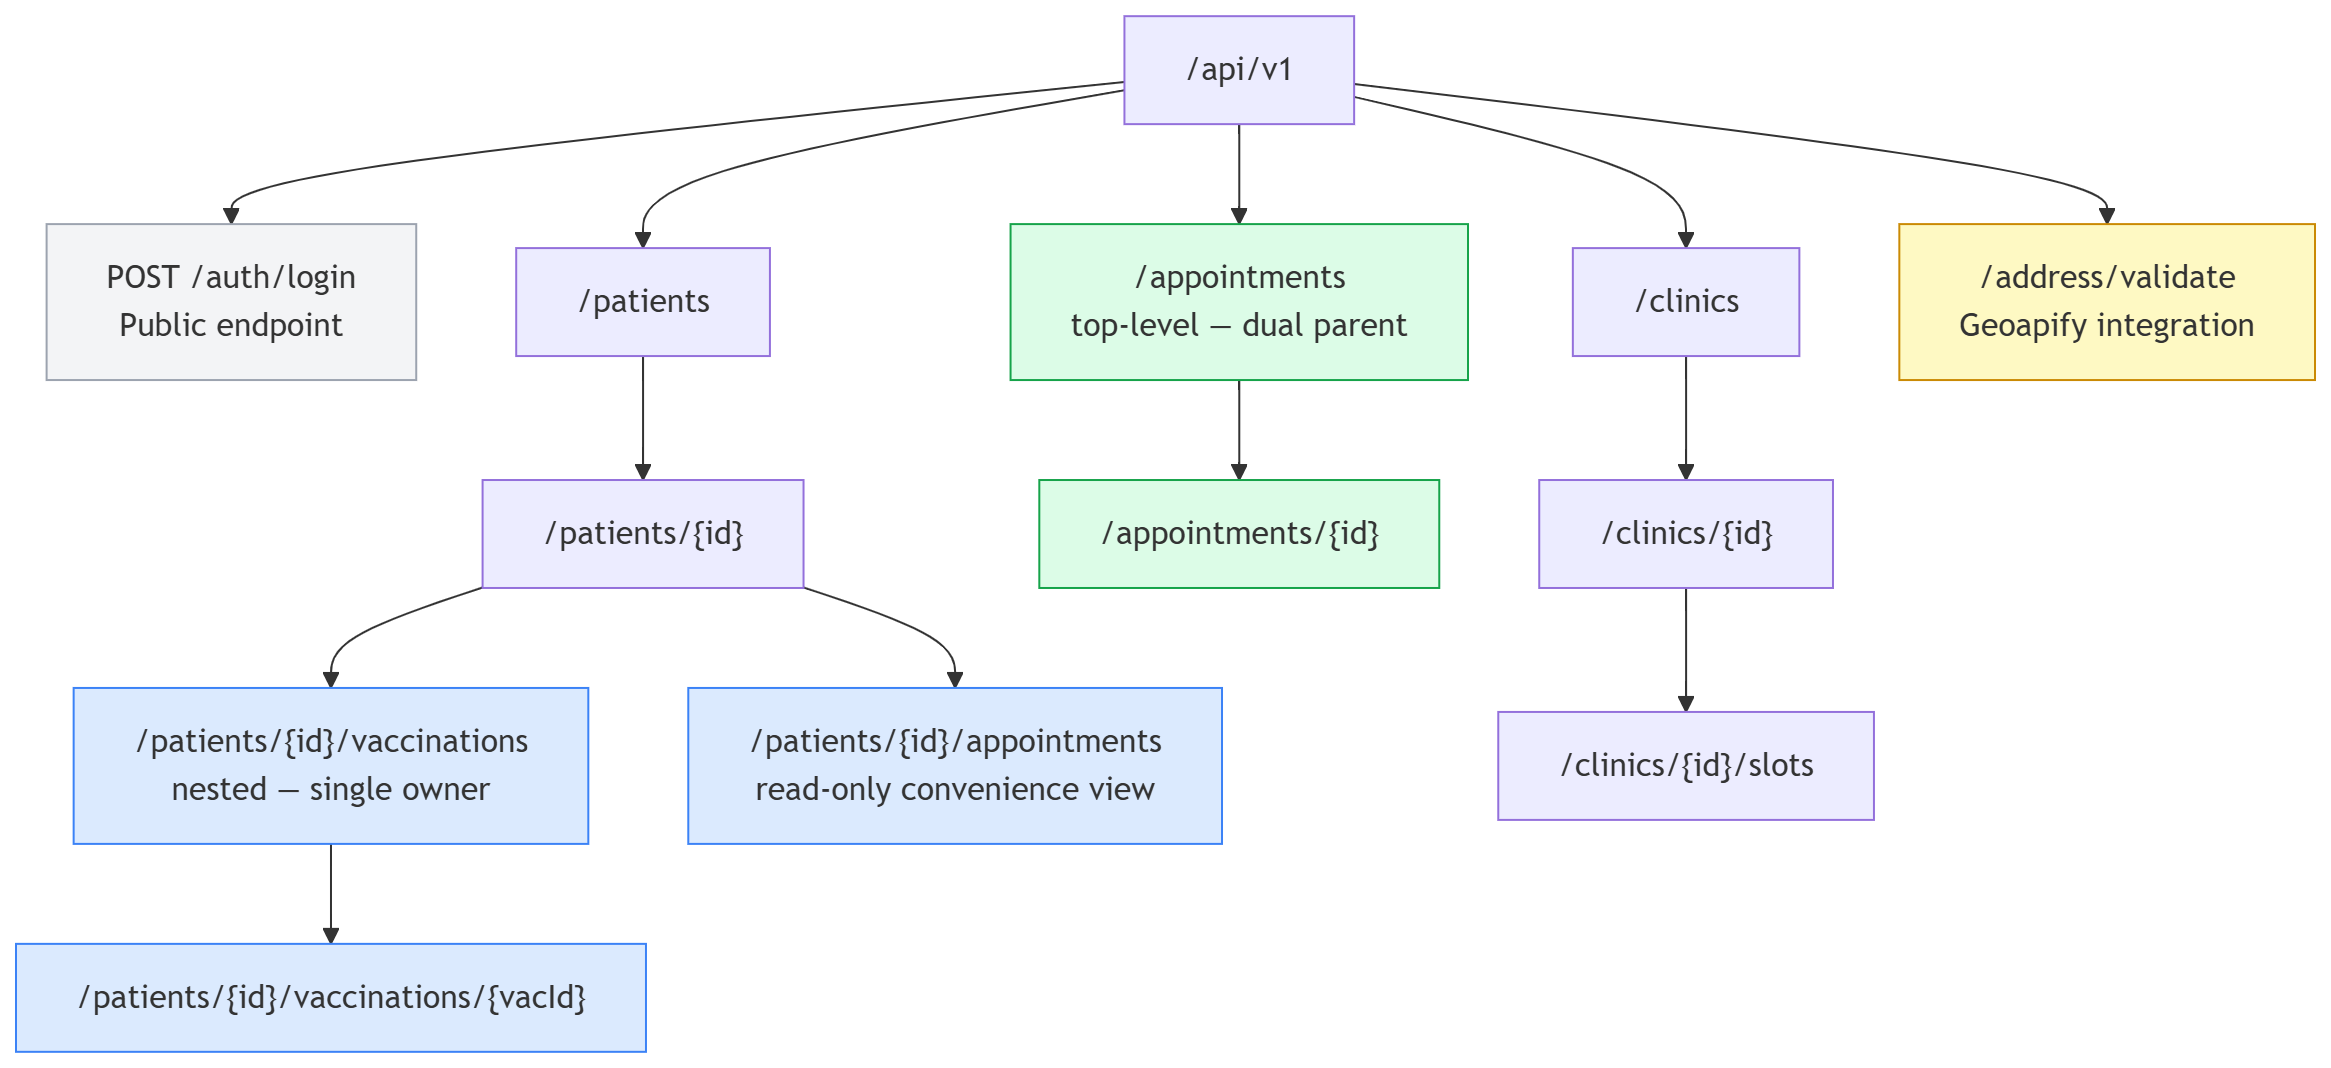 /api/v1
POST /auth/login
Public endpoint
/patients
/appointments
top-level — dual parent
/clinics
/address/validate
Geoapify integration
/patients/{id}
/appointments/{id}
/clinics/{id}
/patients/{id}/vaccinations
nested — single owner
/patients/{id}/appointments
read-only convenience view
/clinics/{id}/slots
/patients/{id}/vaccinations/{vacId}